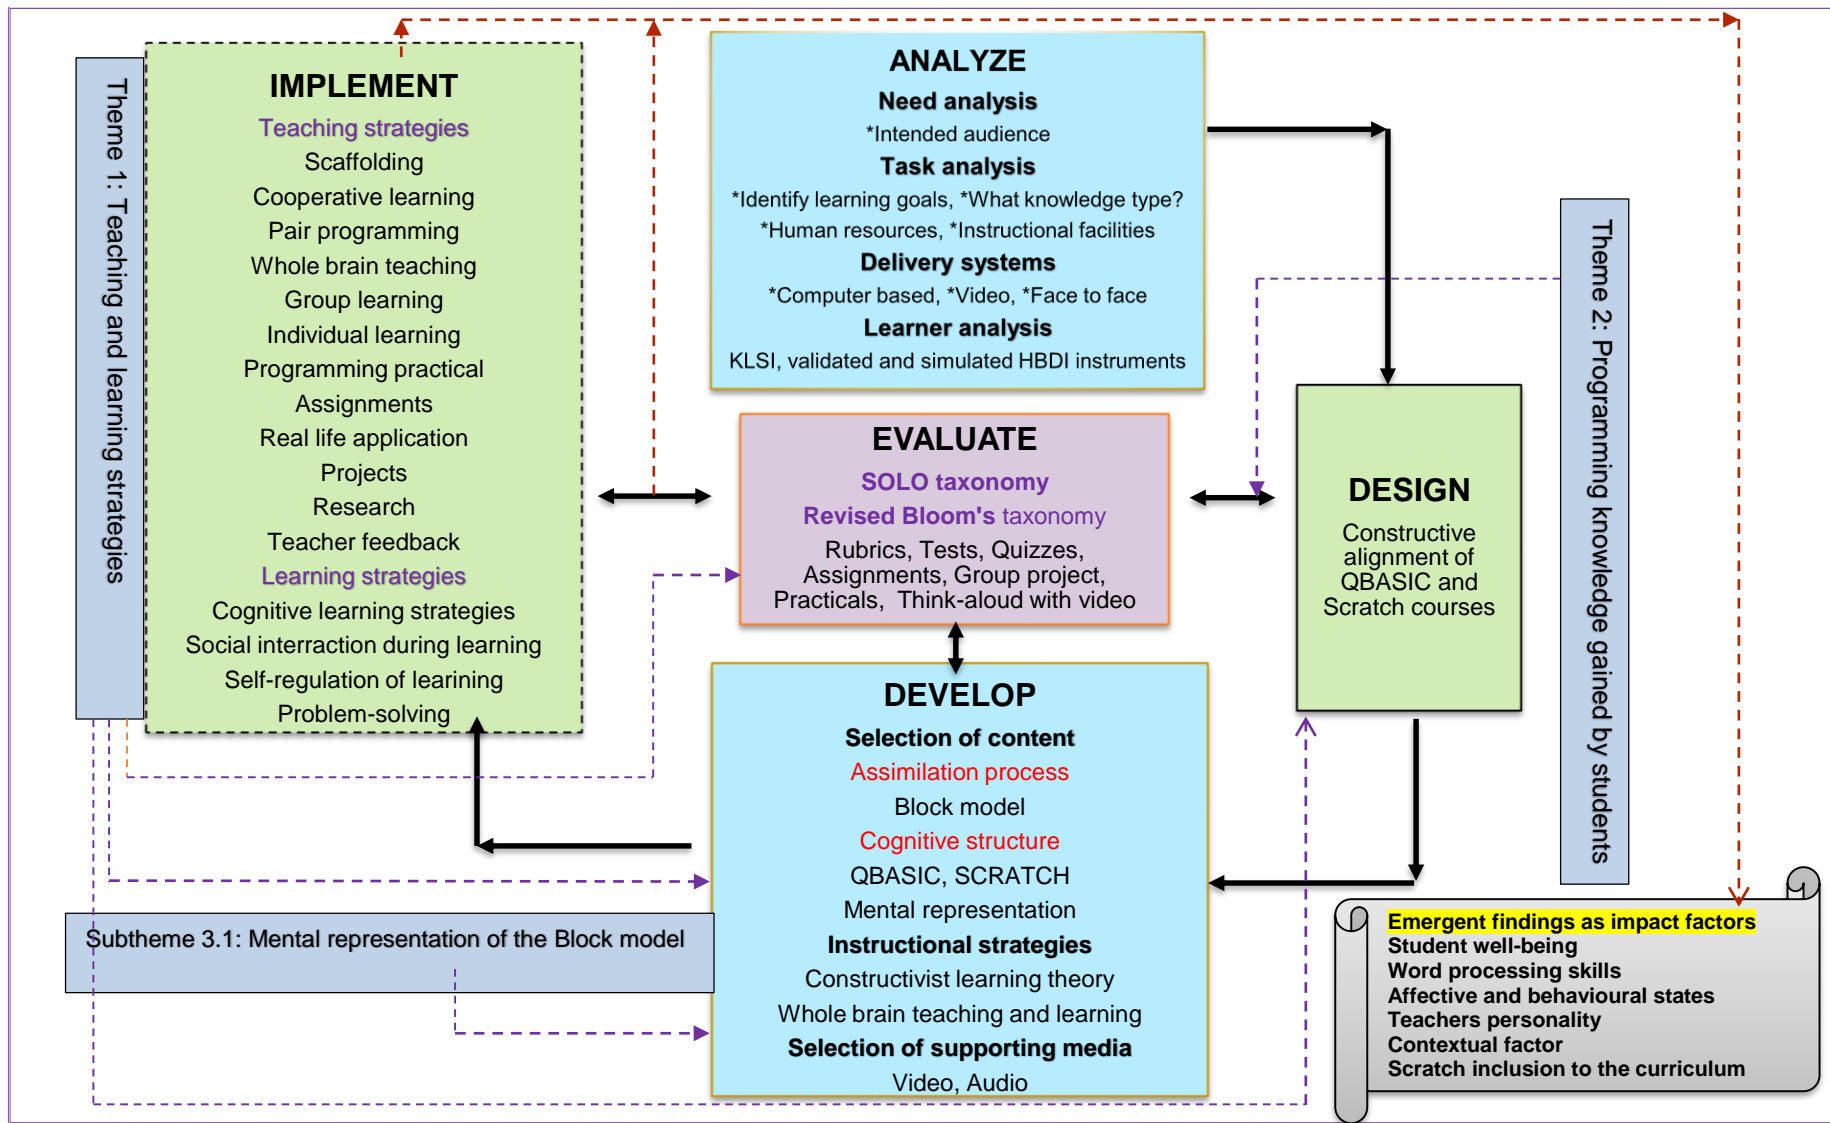 Theme 1: Teaching and learning strategies
IMPLEMENT
Teaching strategies
Scaffolding
Cooperative learning
Pair programming
Whole brain teaching
Group learning
Individual learning
Programming practical
Assignments
Real life application
Projects
Research
Teacher feedback
Learning strategies
Cognitive learning strategies
Social interraction during learning
Self-regulation of learining
Problem-solving
ANALYZE
Need analysis
*Intended audience
Task analysis
*Identify learning goals, *What knowledge type?
*Human resources, *Instructional facilities
Delivery systems
*Computer based, *Video, *Face to face
Learner analysis
KLSI, validated and simulated HBDI instruments
EVALUATE
SOLO taxonomy
Revised Bloom's taxonomy
Rubrics, Tests, Quizzes,
Assignments, Group project,
Practicals, Think-aloud with video
DESIGN
Constructive
alignment of
QBASIC and
Scratch courses
Theme 2: Programming knowledge gained by students
DEVELOP
Selection of content
Assimilation process
Block model
Cognitive structure
QBASIC, SCRATCH
Mental representation
Instructional strategies
Constructivist learning theory
Whole brain teaching and learning
Selection of supporting media
Video, Audio
Subtheme 3.1: Mental representation of the Block model
Emergent findings as impact factors
Student well-being
Word processing skills
Affective and behavioural states
Teachers personality
Contextual factor
Scratch inclusion to the curriculum